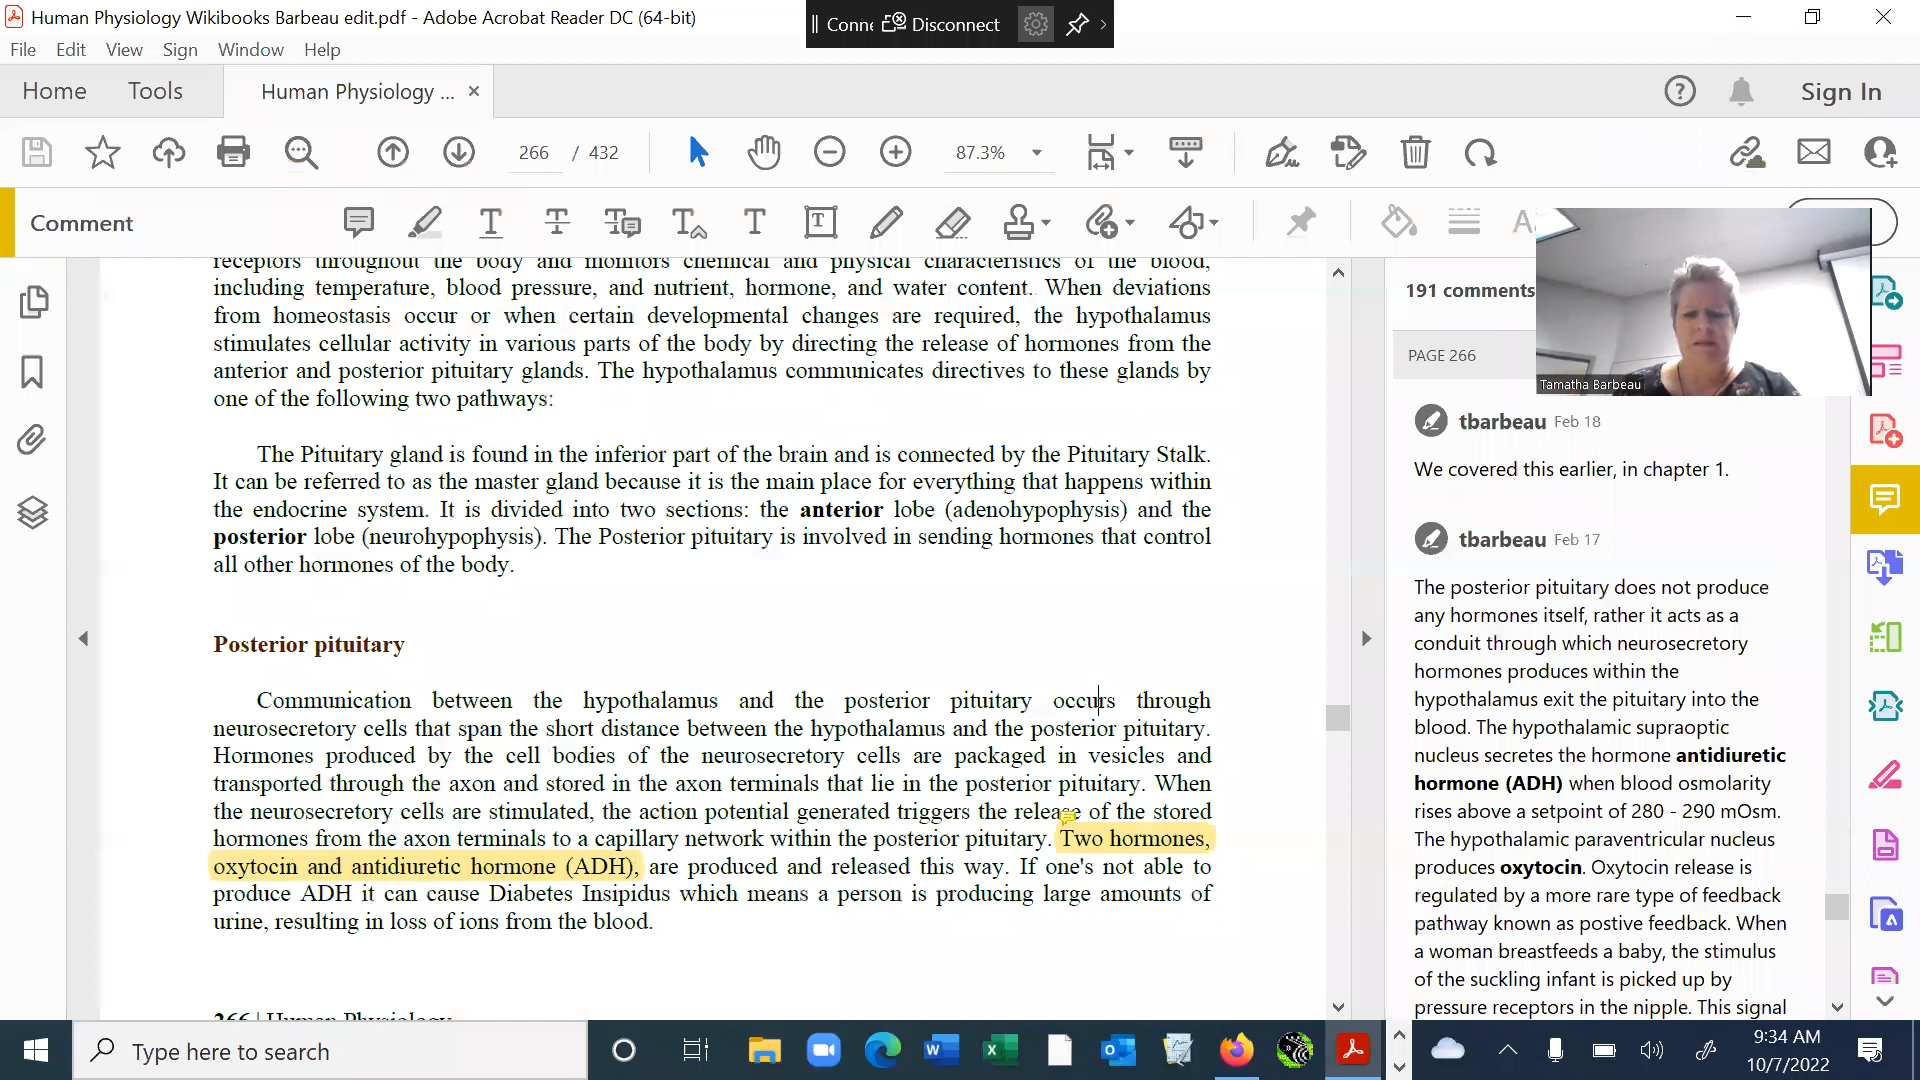 Human Physiology Wikibooks Barbeau edit.pdf - Adobe Acrobat Reader DC (64-bit)
Conne Disconnect
File Edit View Sign Window Help
Home Tools Human Physiology ... × Sign In
266 / 432 87.3%
Comment
receptors throughout the body and monitors chemical and physical characteristics of the blood,
including temperature, blood pressure, and nutrient, hormone, and water content. When deviations
from homeostasis occur or when certain developmental changes are required, the hypothalamus
stimulates cellular activity in various parts of the body by directing the release of hormones from the
anterior and posterior pituitary glands. The hypothalamus communicates directives to these glands by
one of the following two pathways:
The Pituitary gland is found in the inferior part of the brain and is connected by the Pituitary Stalk.
It can be referred to as the master gland because it is the main place for everything that happens within
the endocrine system. It is divided into two sections: the anterior lobe (adenohypophysis) and the
posterior lobe (neurohypophysis). The Posterior pituitary is involved in sending hormones that control
all other hormones of the body.
Posterior pituitary
Communication between the hypothalamus and the posterior pituitary occurs through
neurosecretory cells that span the short distance between the hypothalamus and the posterior pituitary.
Hormones produced by the cell bodies of the neurosecretory cells are packaged in vesicles and
transported through the axon and stored in the axon terminals that lie in the posterior pituitary. When
the neurosecretory cells are stimulated, the action potential generated triggers the release of the stored
hormones from the axon terminals to a capillary network within the posterior pituitary. Two hormones,
oxytocin and antidiuretic hormone (ADH), are produced and released this way. If one's not able to
produce ADH it can cause Diabetes Insipidus which means a person is producing large amounts of
urine, resulting in loss of ions from the blood.
266 | Human Physiology
191 comments
PAGE 266
Tamatha Barbeau
tbarbeau Feb 18
We covered this earlier, in chapter 1.
tbarbeau Feb 17
The posterior pituitary does not produce
any hormones itself, rather it acts as a
conduit through which neurosecretory
hormones produces within the
hypothalamus exit the pituitary into the
blood. The hypothalamic supraoptic
nucleus secretes the hormone antidiuretic
hormone (ADH) when blood osmolarity
rises above a setpoint of 280 - 290 mOsm.
The hypothalamic paraventricular nucleus
produces oxytocin. Oxytocin release is
regulated by a more rare type of feedback
pathway known as postive feedback. When
a woman breastfeeds a baby, the stimulus
of the suckling infant is picked up by
pressure receptors in the nipple. This signal
Type here to search
9:34 AM
10/7/2022